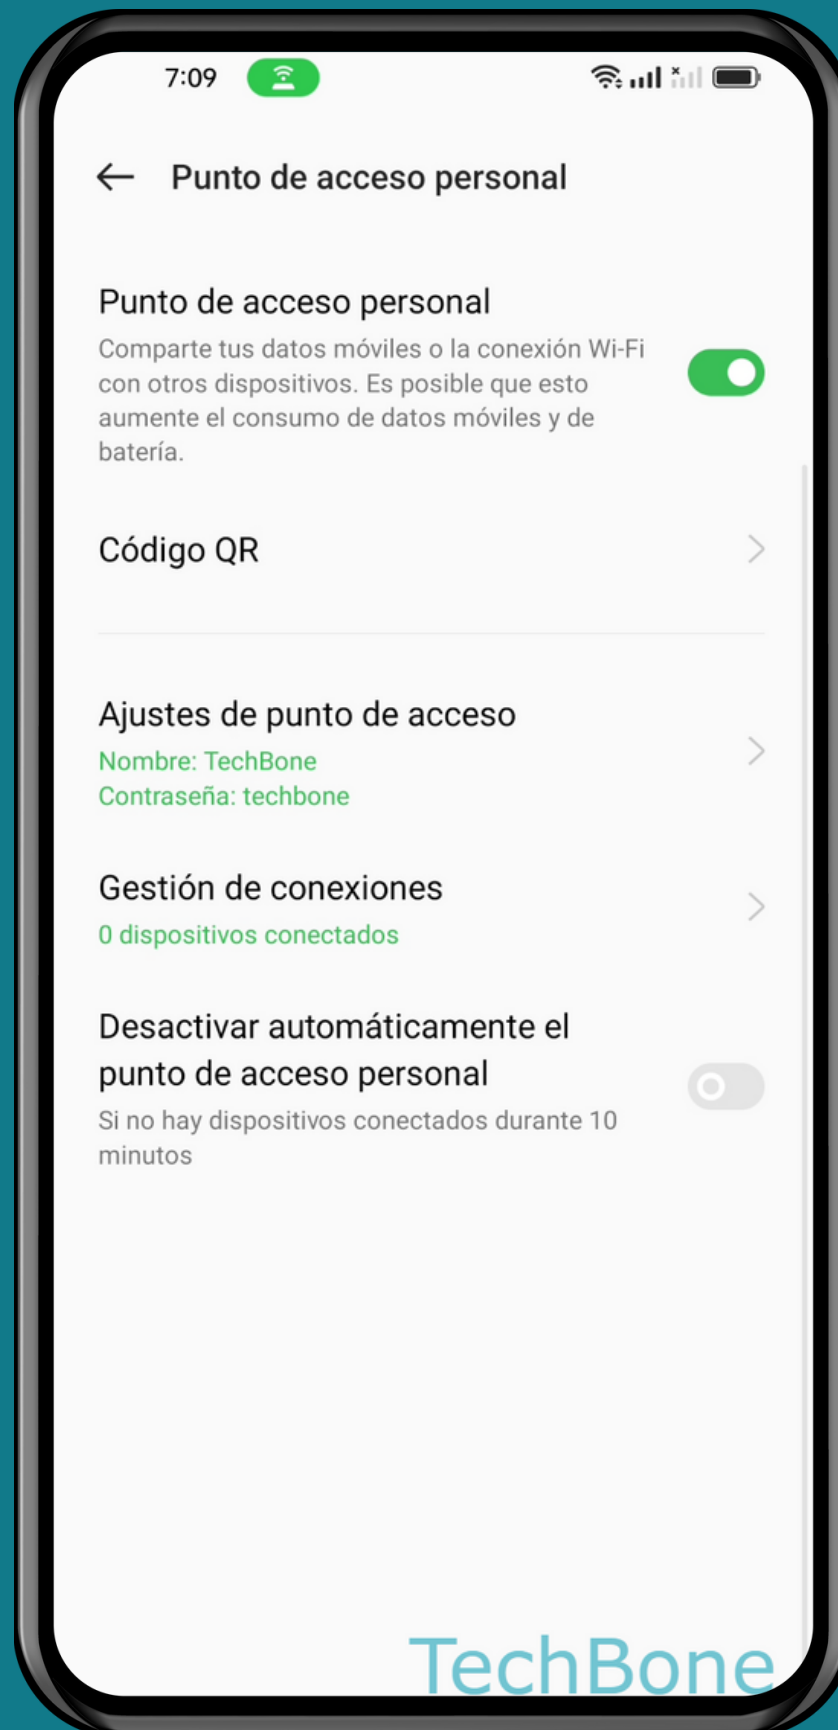 7:09
Punto de acceso personal
Punto de acceso personal
Comparte tus datos móviles o la conexión Wi-Fi
con otros dispositivos. Es posible que esto
aumente el consumo de datos móviles y de
batería.
Código QR
Ajustes de punto de acceso
Nombre: TechBone
Contraseña: techbone
Gestión de conexiones
0 dispositivos conectados
Desactivar automáticamente el
punto de acceso personal
Si no hay dispositivos conectados durante 10
minutos
TechBone